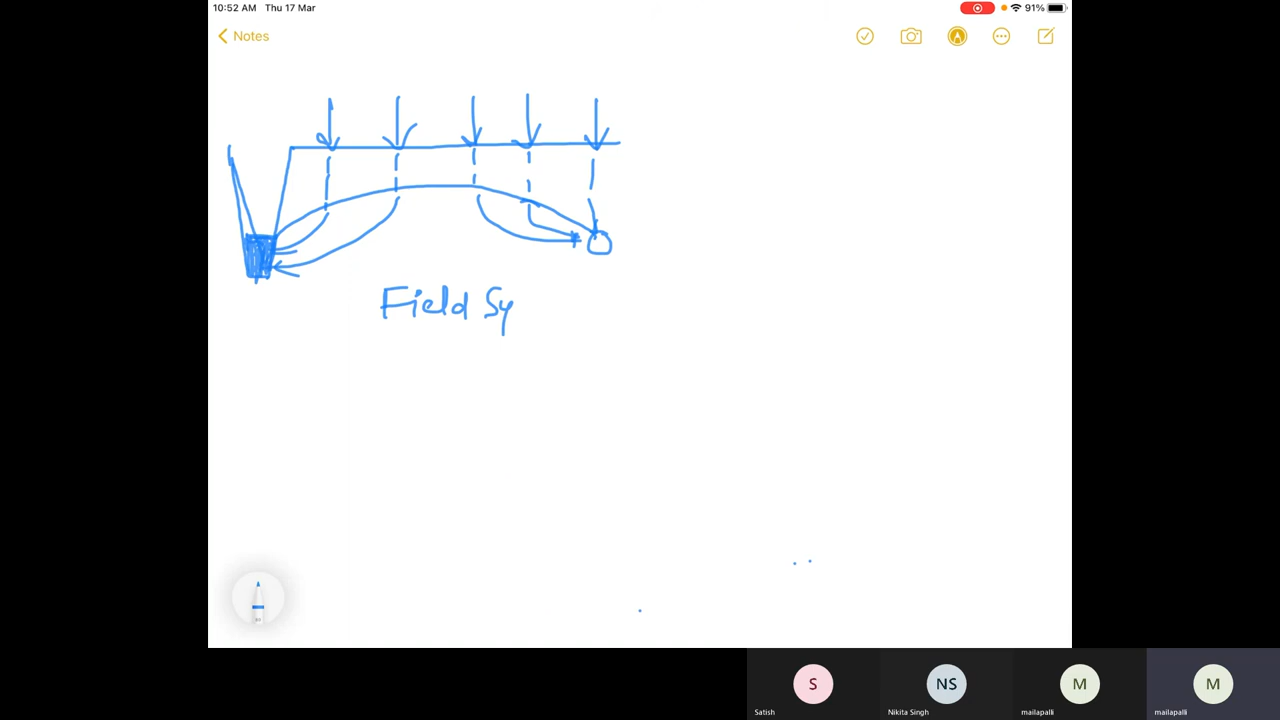 10:52 AM Thu 17 Mar
91%
Notes
Field Sy
S
NS
M
M
Satish
Nikita Singh
mailapalli
mailapalli